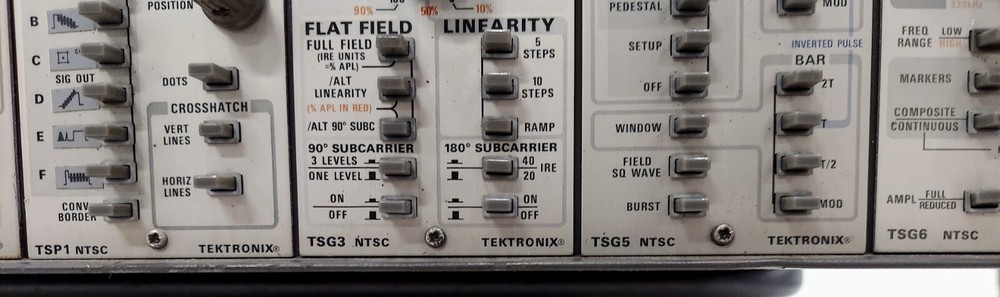 B
POSITION
C
SIG OUT
D
DOTS
CROSSHATCH
E
VERT
LINES
F
HORIZ
LINES
CONV
BORDER
TSP1 NTSC
TEKTRONIX®
90%
50%
10%
FLAT FIELD
FULL FIELD
(IRE UNITS
=% APL)
/ALT
LINEARITY
(% APL IN RED)
/ALT 90° SUBC
90° SUBCARRIER
3 LEVELS
ONE LEVEL
ON
OFF
TSG3 NTSC
LINEARITY
5
STEPS
10
STEPS
RAMP
180° SUBCARRIER
40
20
IRE
ON
OFF
TEKTRONIX®
PEDESTAL
SETUP
OFF
WINDOW
FIELD
SQ WAVE
BURST
TSG5 NTSC
MOD
INVERTED PULSE
BAR
2T
T
T/2
MOD
TEKTRONIX®
FREQ
RANGE
LOW
HIGH
MARKERS
COMPOSITE
CONTINUOUS
AMPL
FULL
REDUCED
TSG6 NTSC